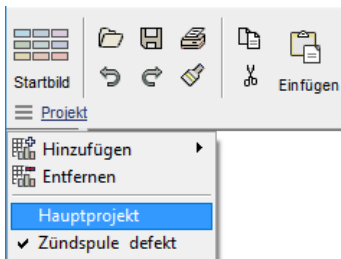 Startbild
Einfügen
Projekt
Hinzufügen
Entfernen
Hauptprojekt
Zündspule defekt